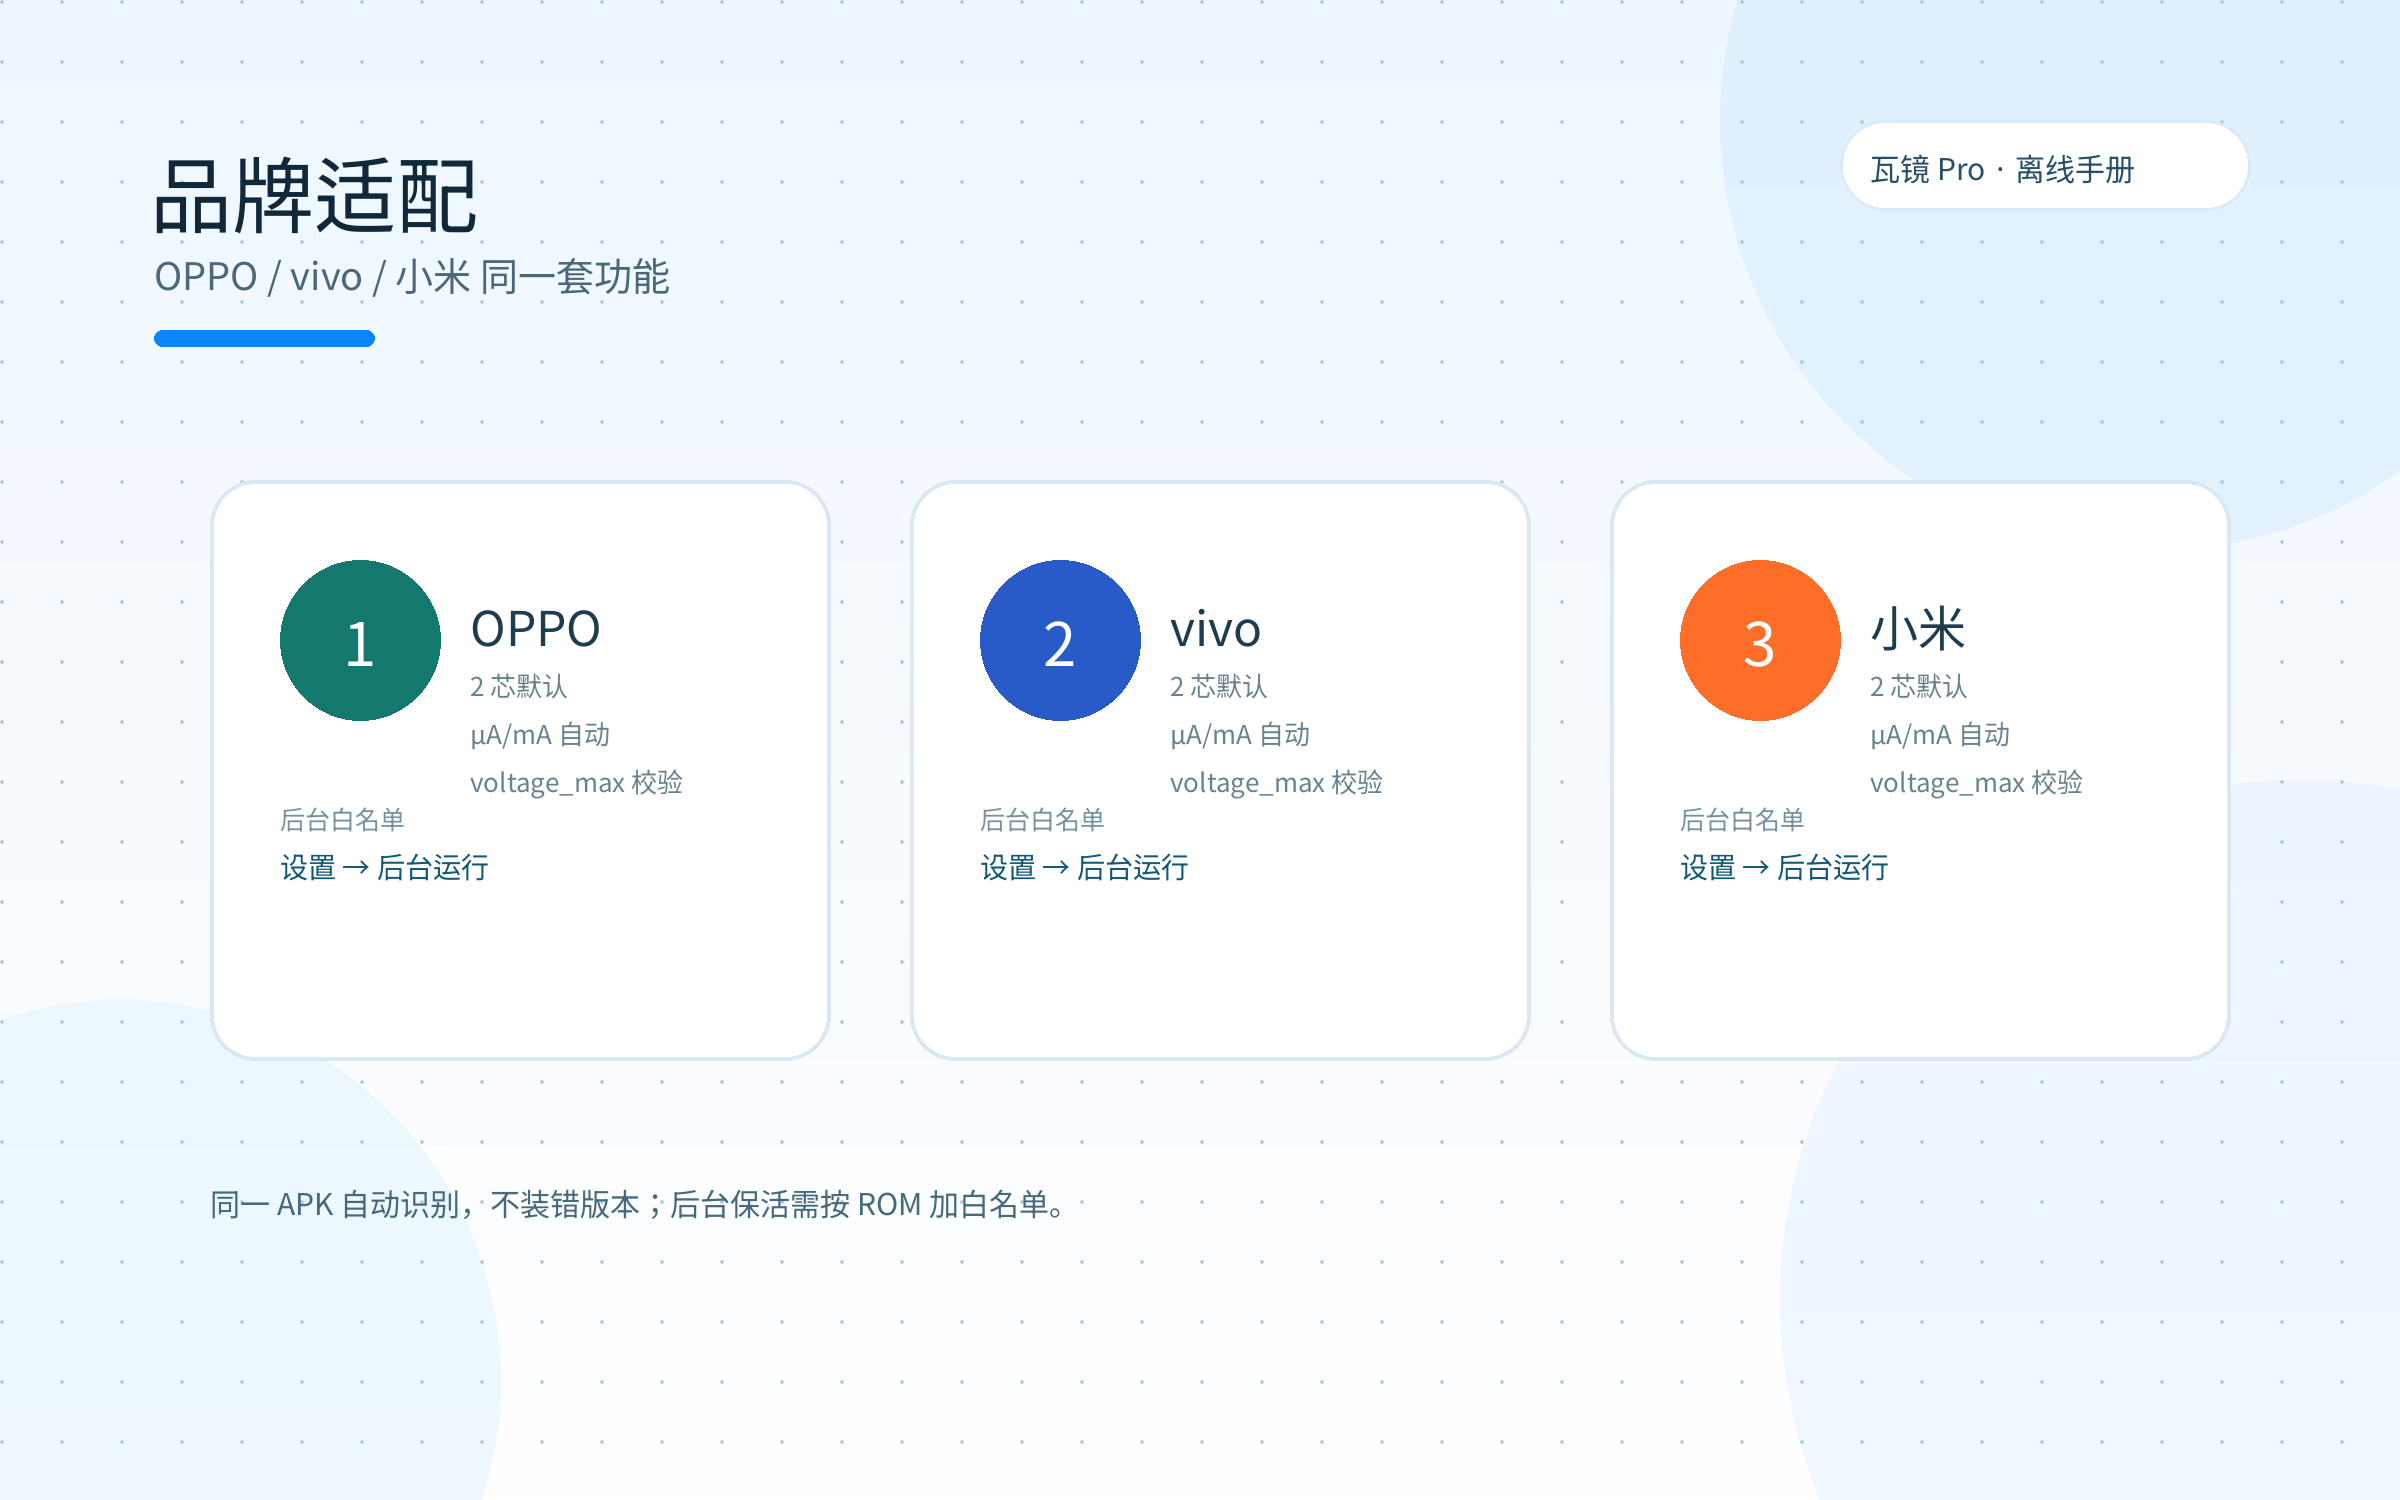 品牌适配
OPPO / vivo / 小米 同一套功能
瓦镜 Pro · 离线手册
1
OPPO
2 芯默认
µA/mA 自动
voltage_max 校验
后台白名单
设置 → 后台运行
2
vivo
2 芯默认
µA/mA 自动
voltage_max 校验
后台白名单
设置 → 后台运行
3
小米
2 芯默认
µA/mA 自动
voltage_max 校验
后台白名单
设置 → 后台运行
同一 APK 自动识别，不装错版本；后台保活需按 ROM 加白名单。